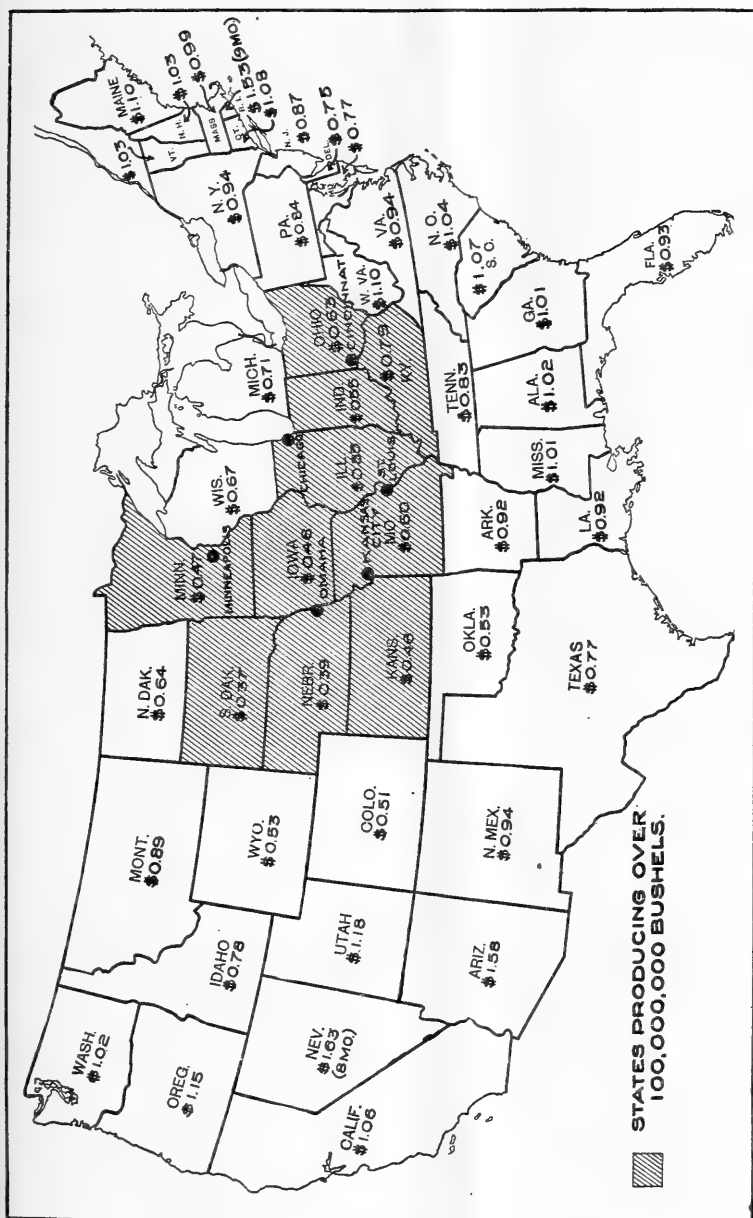 WASH.
$1.02
OREG.
$1.15
CALIF.
$1.06
NEV.
$1.63
(8MO.)
IDAHO
$0.78
MONT.
$0.89
WYO.
$0.53
UTAH
$1.18
ARIZ.
$1.58
COLO.
$0.51
N. MEX.
$0.94
N. DAK.
$0.64
S. DAK.
$0.37
NEBR.
$0.39
KANS.
$0.48
OKLA.
$0.53
TEXAS
$0.77
MINN.
$0.47
MINNEAPOLIS
IOWA
$0.48
OMAHA
KANSAS
CITY
MO.
$0.60
ARK.
$0.92
LA.
$0.92
WIS.
$0.67
CHICAGO
ILL.
ST.
LOUIS
MICH.
$0.71
IND.
$0.55
OHIO
$0.63
CINCINNATI
$0.79
KY.
TENN.
$0.83
MISS.
$1.01
ALA.
$1.02
GA.
$1.01
FLA.
$0.93
$1.07
S. O.
N. O.
$1.04
VA.
$0.94
W. VA.
$1.10
PA.
$0.84
N. Y.
$0.94
$1.03
VT.
N. H.
$1.03
MAINE
$1.10
MASS
$0.99
R. I.
$1.53(9MO)
CT.
$1.08
N. J.
$0.87
DEL.
$0.75
MD.
$0.77
STATES PRODUCING OVER
100,000,000 BUSHELS.